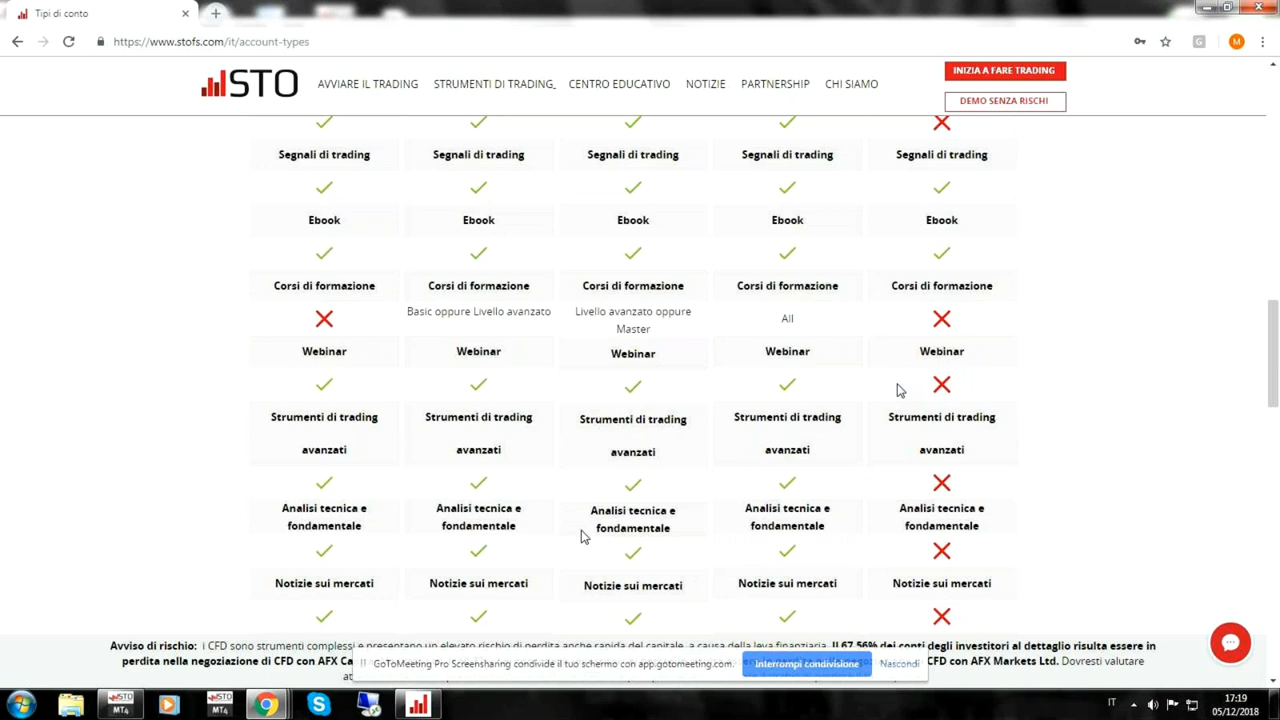 Tipi di conto
https://www.stofs.com/it/account-types
G
M
STO
AVVIARE IL TRADING STRUMENTI DI TRADING_ CENTRO EDUCATIVO NOTIZIE PARTNERSHIP CHI SIAMO
INIZIA A FARE TRADING
DEMO SENZA RISCHI
Segnali di trading Segnali di trading Segnali di trading Segnali di trading Segnali di trading
Ebook Ebook Ebook Ebook Ebook
Corsi di formazione Corsi di formazione Corsi di formazione Corsi di formazione Corsi di formazione
Basic oppure Livello avanzato Livello avanzato oppure All
Master
Webinar Webinar Webinar Webinar Webinar
Strumenti di trading Strumenti di trading Strumenti di trading Strumenti di trading Strumenti di trading
avanzati avanzati avanzati avanzati avanzati
Analisi tecnica e Analisi tecnica e Analisi tecnica e Analisi tecnica e Analisi tecnica e
fondamentale fondamentale fondamentale fondamentale fondamentale
Notizie sui mercati Notizie sui mercati Notizie sui mercati Notizie sui mercati Notizie sui mercati
Avviso di rischio: i CFD sono strumenti complessi e presentano un elevato rischio di perdita anche rapida del capitale, a causa della leva finanziaria. Il 67,56% dei conti degli investitori al dettaglio risulta essere in
perdita nella negoziazione di CFD con AFX CFD con AFX Markets Ltd. Dovresti valutare
GoToMeeting Pro Screensharing condivide il tuo schermo con app.gotomeeting.com.
Interrompi condivisione
Nascondi
STO
MT4
STO
MT4
IT
17:19
05/12/2018